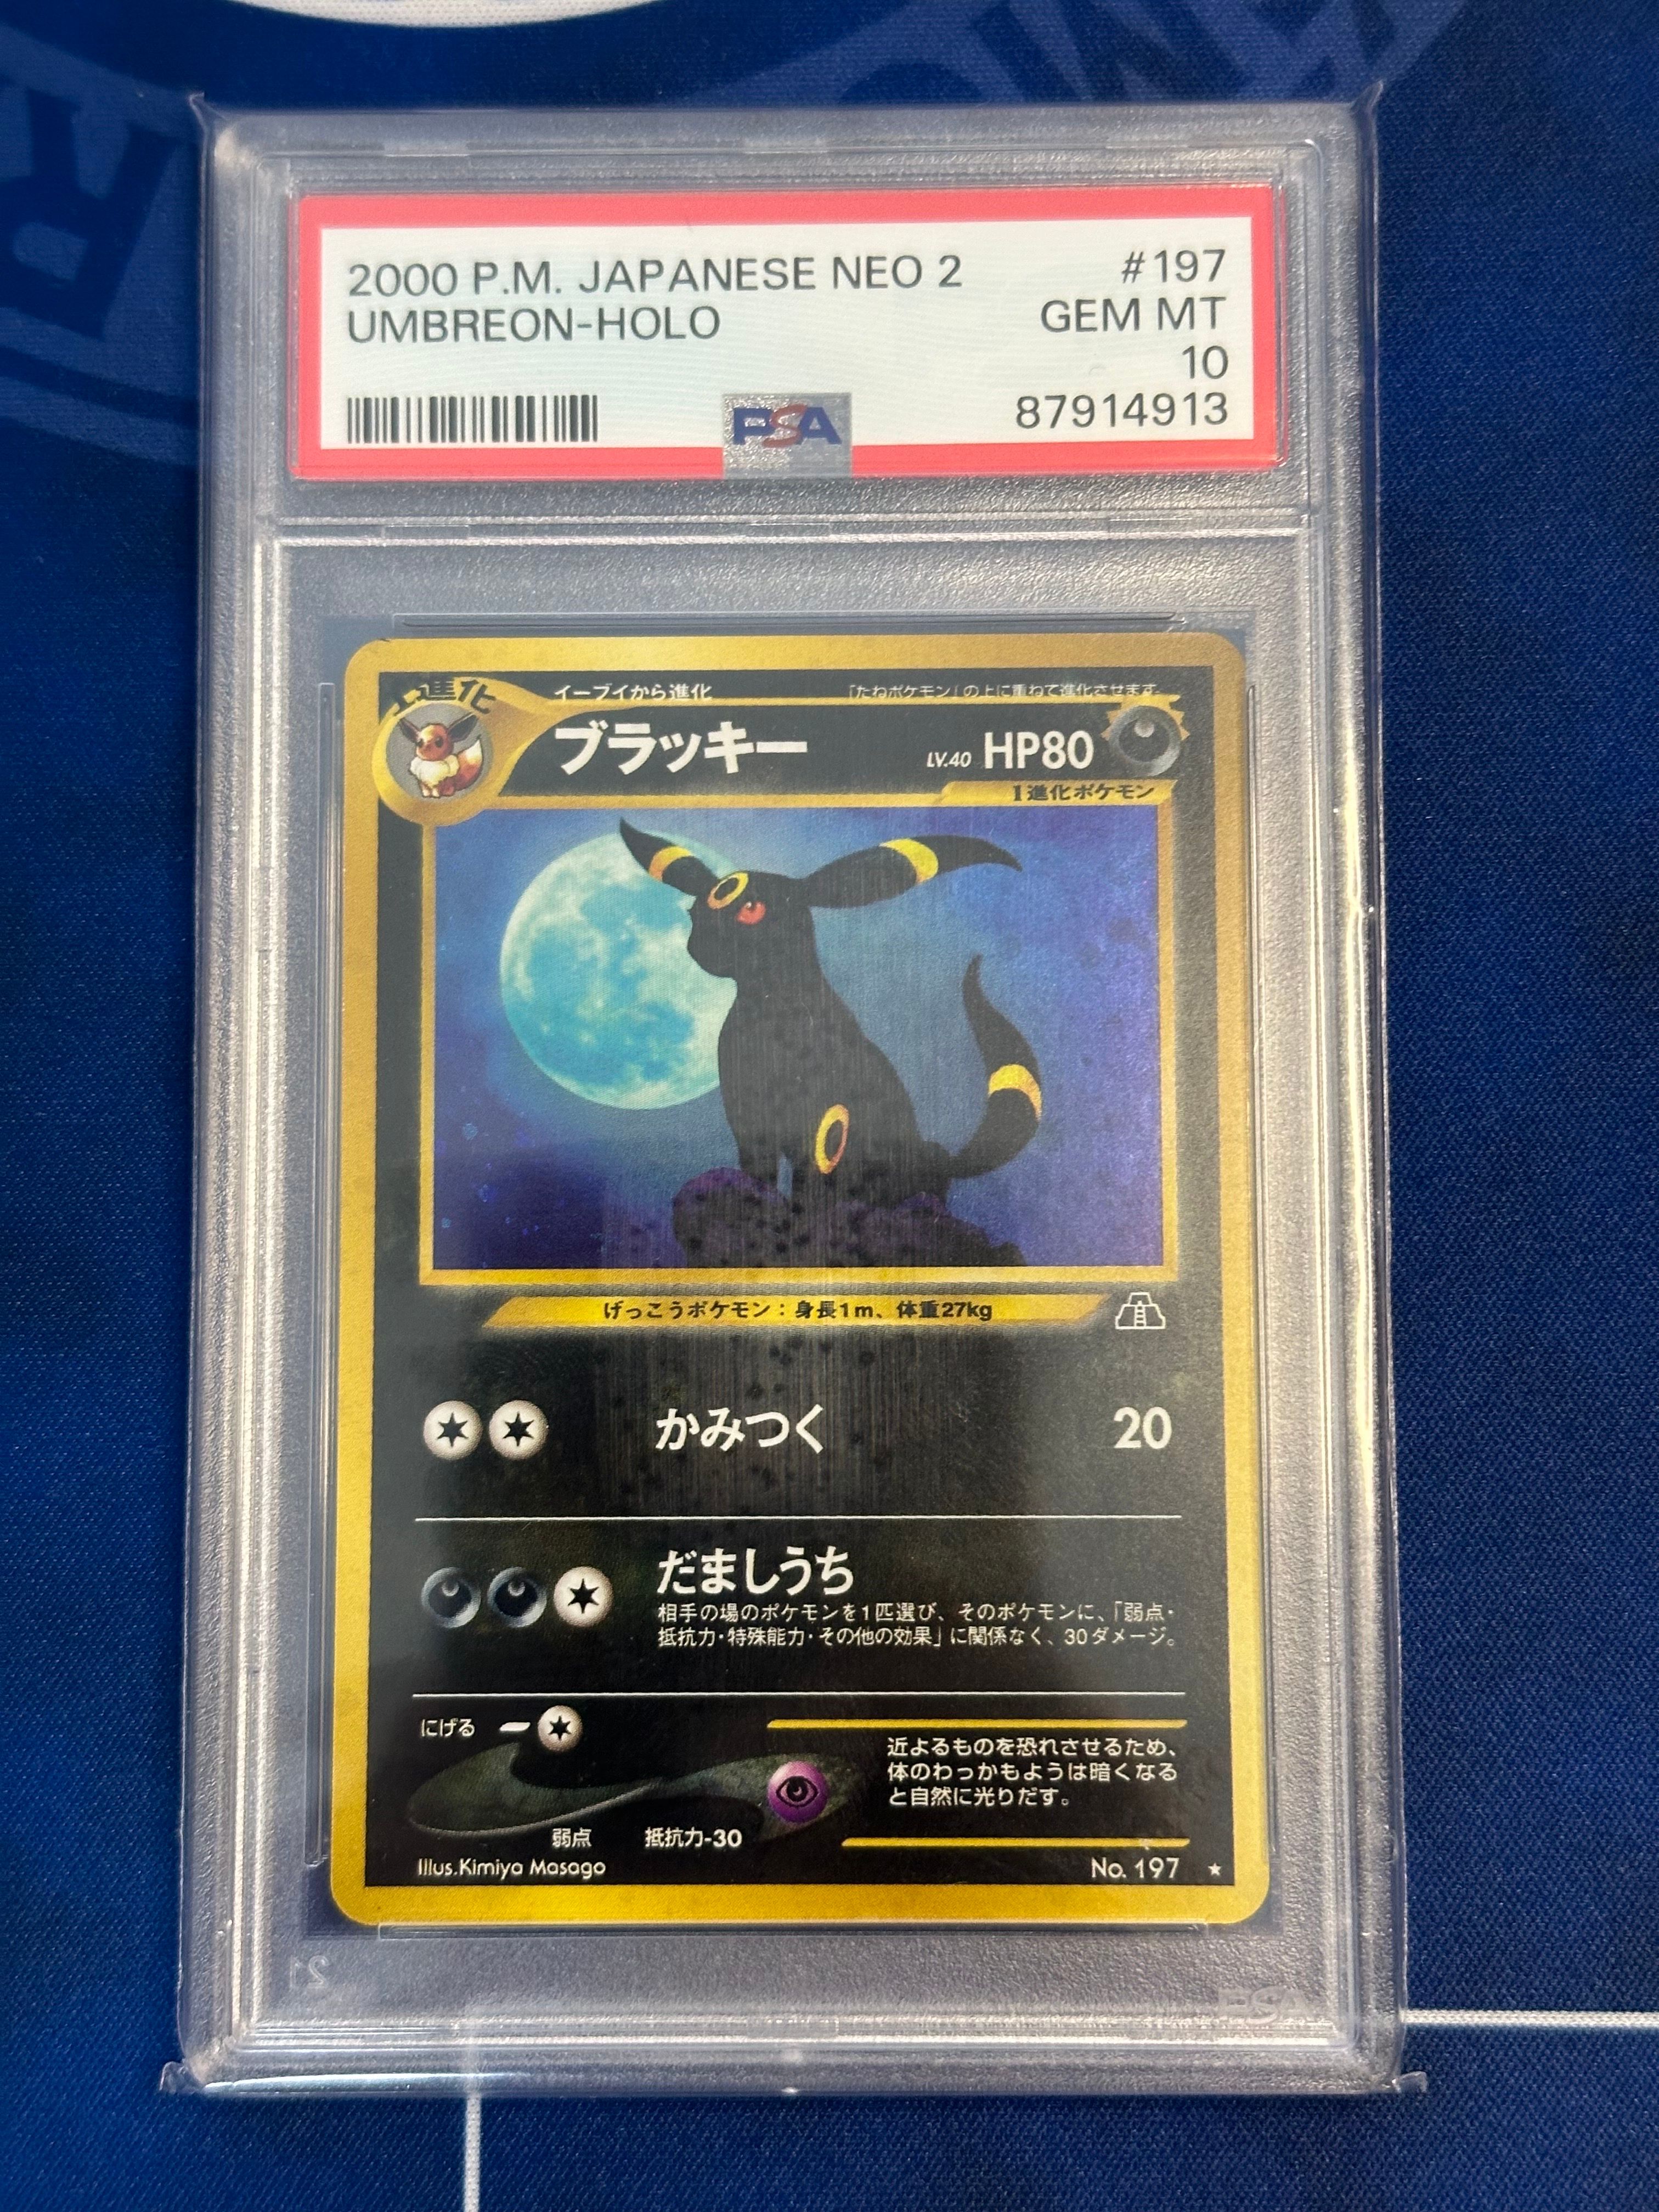 2000 P.M. JAPANESE NEO 2 #197
UMBREON-HOLO GEM MT
10
PSA 87914913
1進化
イーブイから進化 「たねポケモン」の上に重ねて進化させます。
ブラッキー LV.40 HP80
1進化ポケモン
げっこうポケモン：身長1m、体重27kg
かみつく 20
だましうち
相手の場のポケモンを1匹選び、そのポケモンに、「弱点・
抵抗力・特殊能力・その他の効果」に関係なく、30ダメージ。
にげる
近よるものを恐れさせるため、
体のわっかもようは暗くなる
と自然に光りだす。
弱点 抵抗力-30
Illus.Kimiya Masago No. 197 ★
PSA